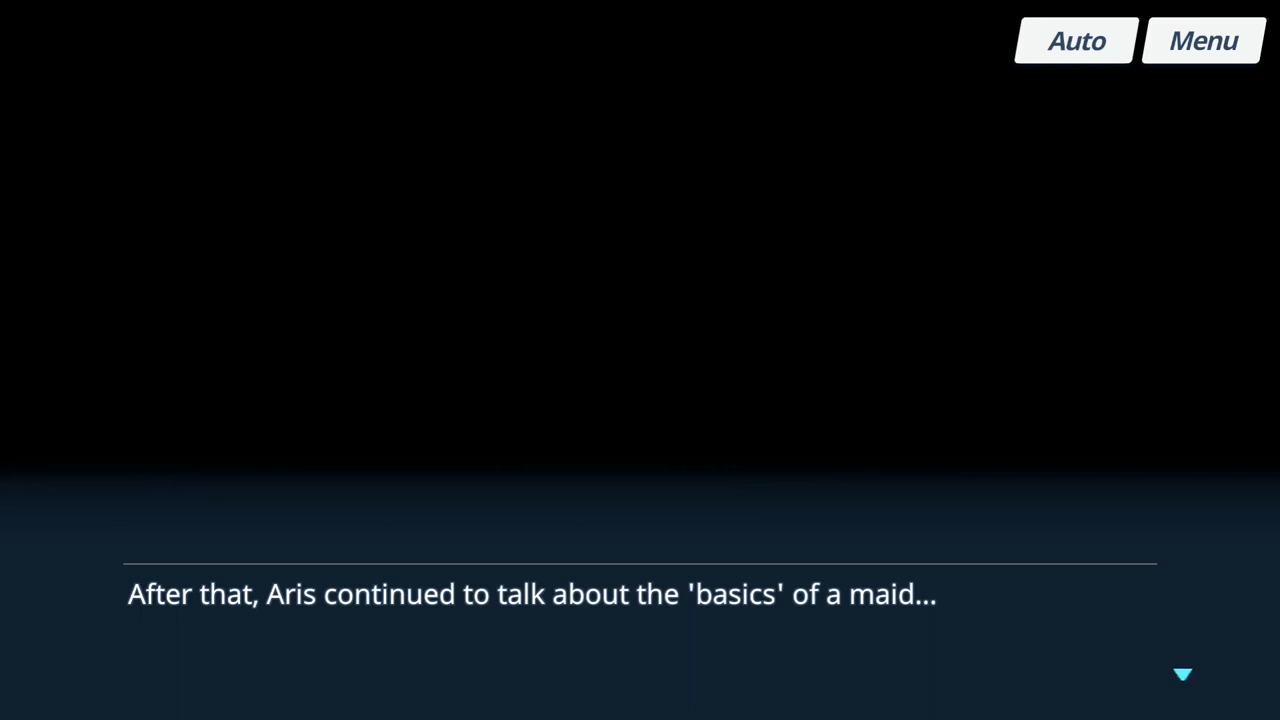 Auto
Menu
After that, Aris continued to talk about the 'basics' of a maid...